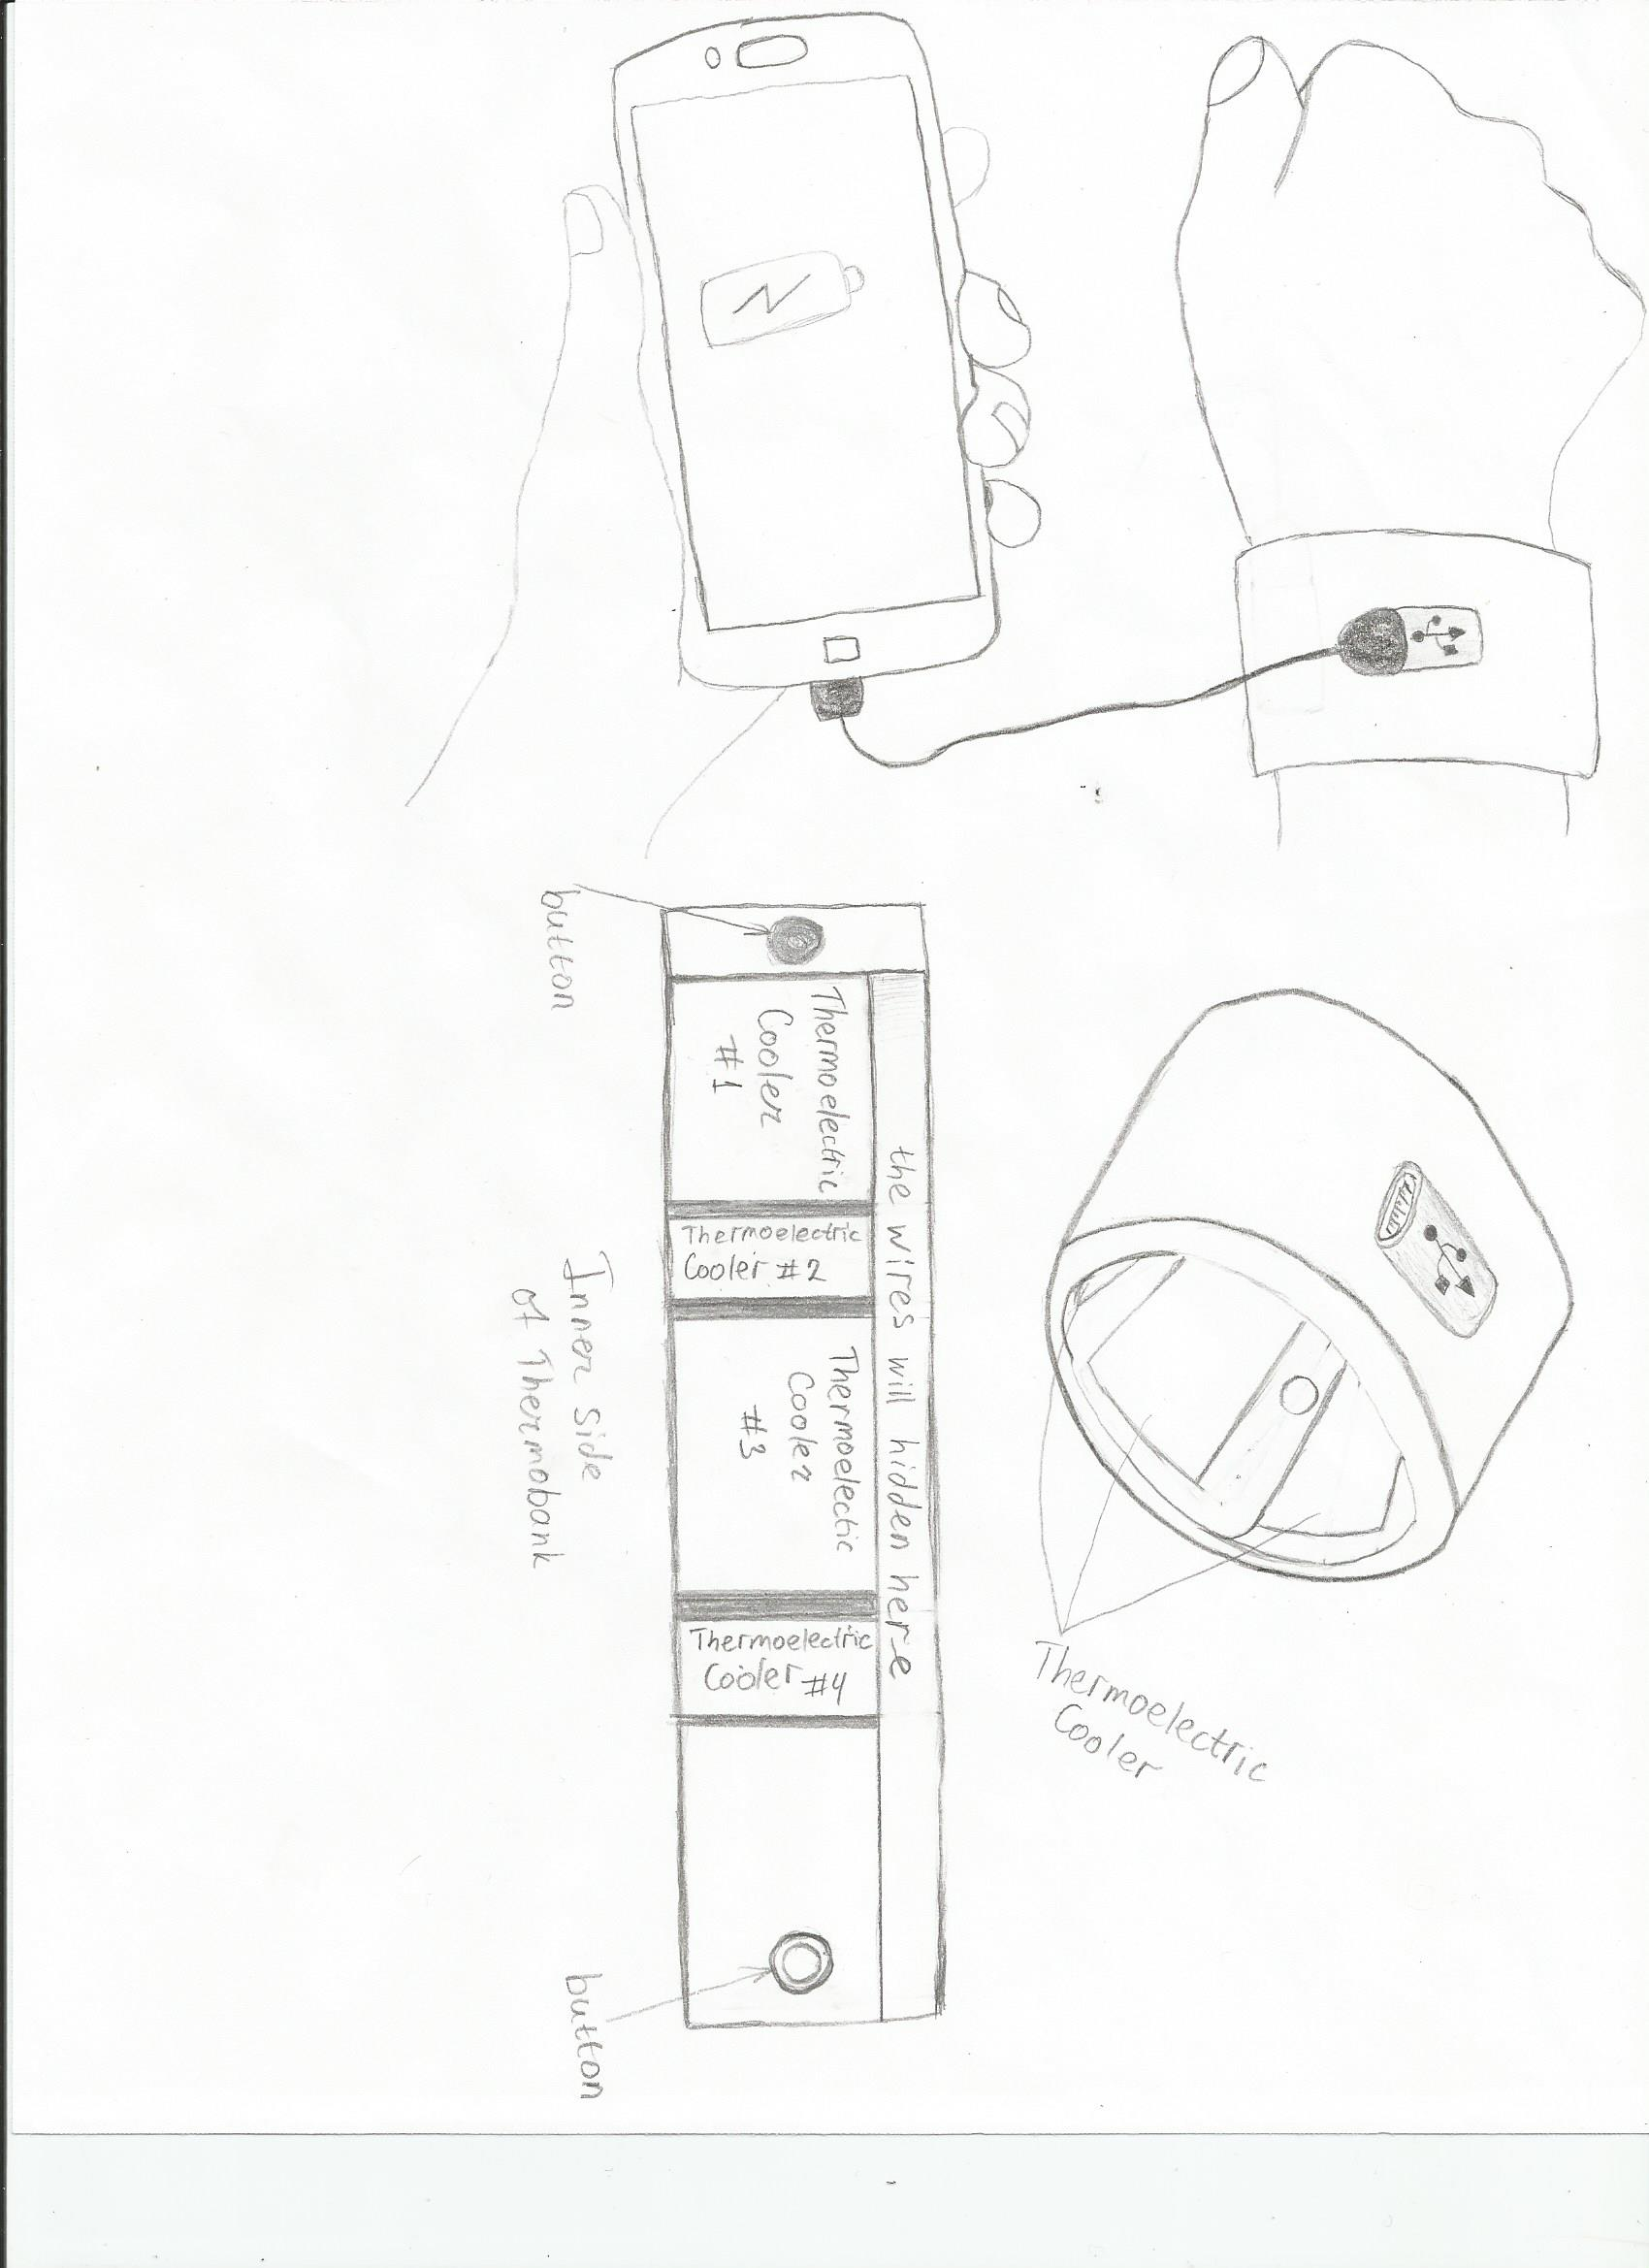 button
Thermoelectric
Cooler
#1
Thermoelectric
Cooler #2
Thermoelectic
Cooler
#3
Thermoelectric
Cooler #4
the wires will hidden here
Inner side
of Thermobank
button
Thermoelectric
Cooler